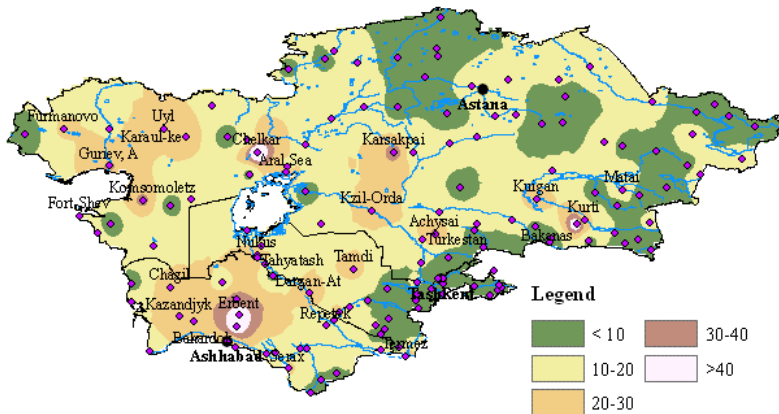 Furmanovo
Uyl
Karaul-ke
Guriev, A
Chelkar
Aral Sea
Karsakpai
Astana
Komsomoletz
Fort Shev
Kzil-Orda
Kuigan
Matai
Kurti
Achysai
Turkestan
Bakanas
Nukus
Tahyatash
Tamdi
Chagil
Dargan-At
Kazandjyk
Erbent
Repetek
Tashkent
Bakardok
Ashhabad
Serax
Termez
Legend
< 10
30-40
10-20
>40
20-30